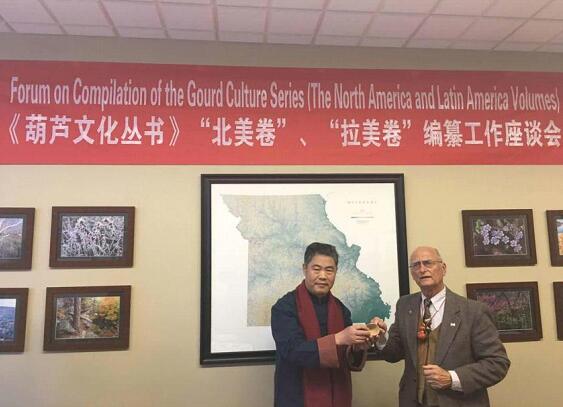 Forum on Compilation of the Gourd Culture Series (The North America and Latin America Volumes)
《葫芦文化丛书》“北美卷”、“拉美卷”编纂工作座谈会